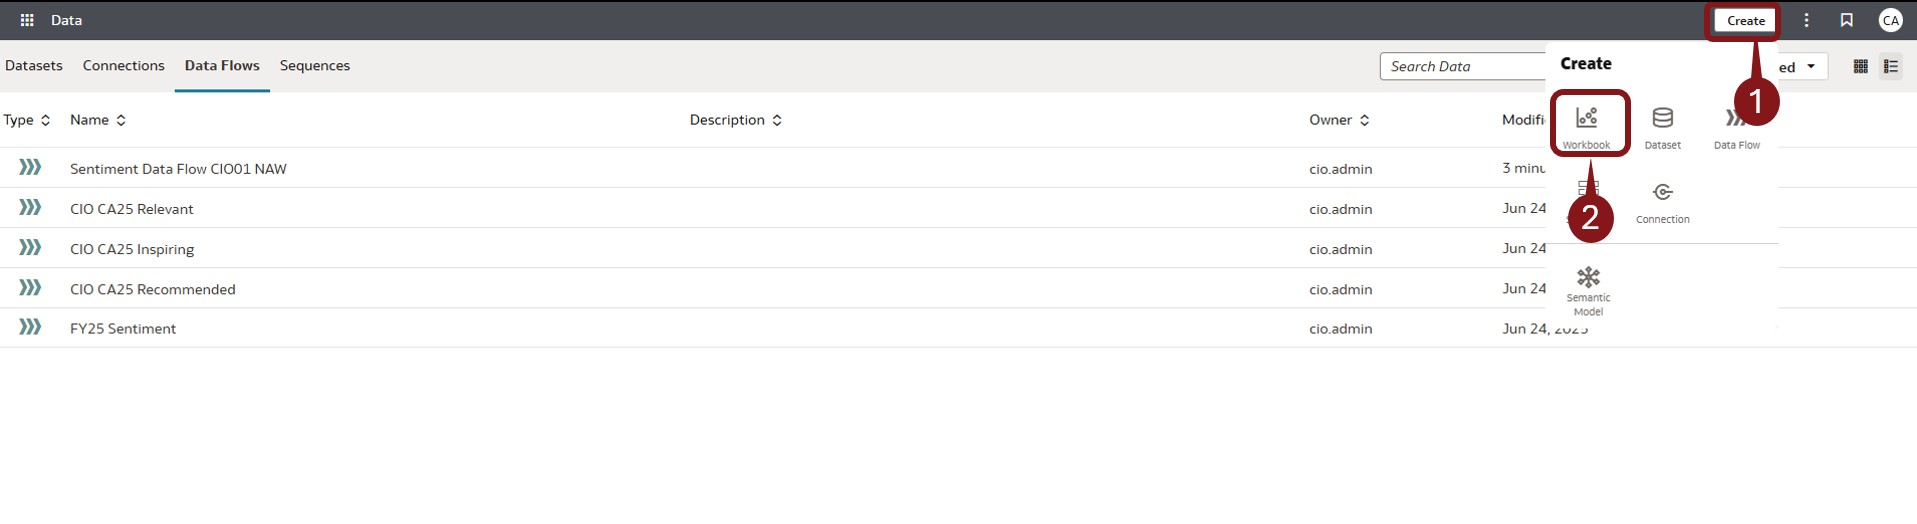 Data
Create
CA
Datasets Connections Data Flows Sequences
Search Data
ed
Create
1
Workbook Dataset Data Flow
2
Connection
Semantic
Model
Type Name Description Owner Modifi
Sentiment Data Flow CIO01 NAW cio.admin 3 minu
CIO CA25 Relevant cio.admin Jun 24
CIO CA25 Inspiring cio.admin Jun 24
CIO CA25 Recommended cio.admin Jun 24
FY25 Sentiment cio.admin Jun 24, 2025